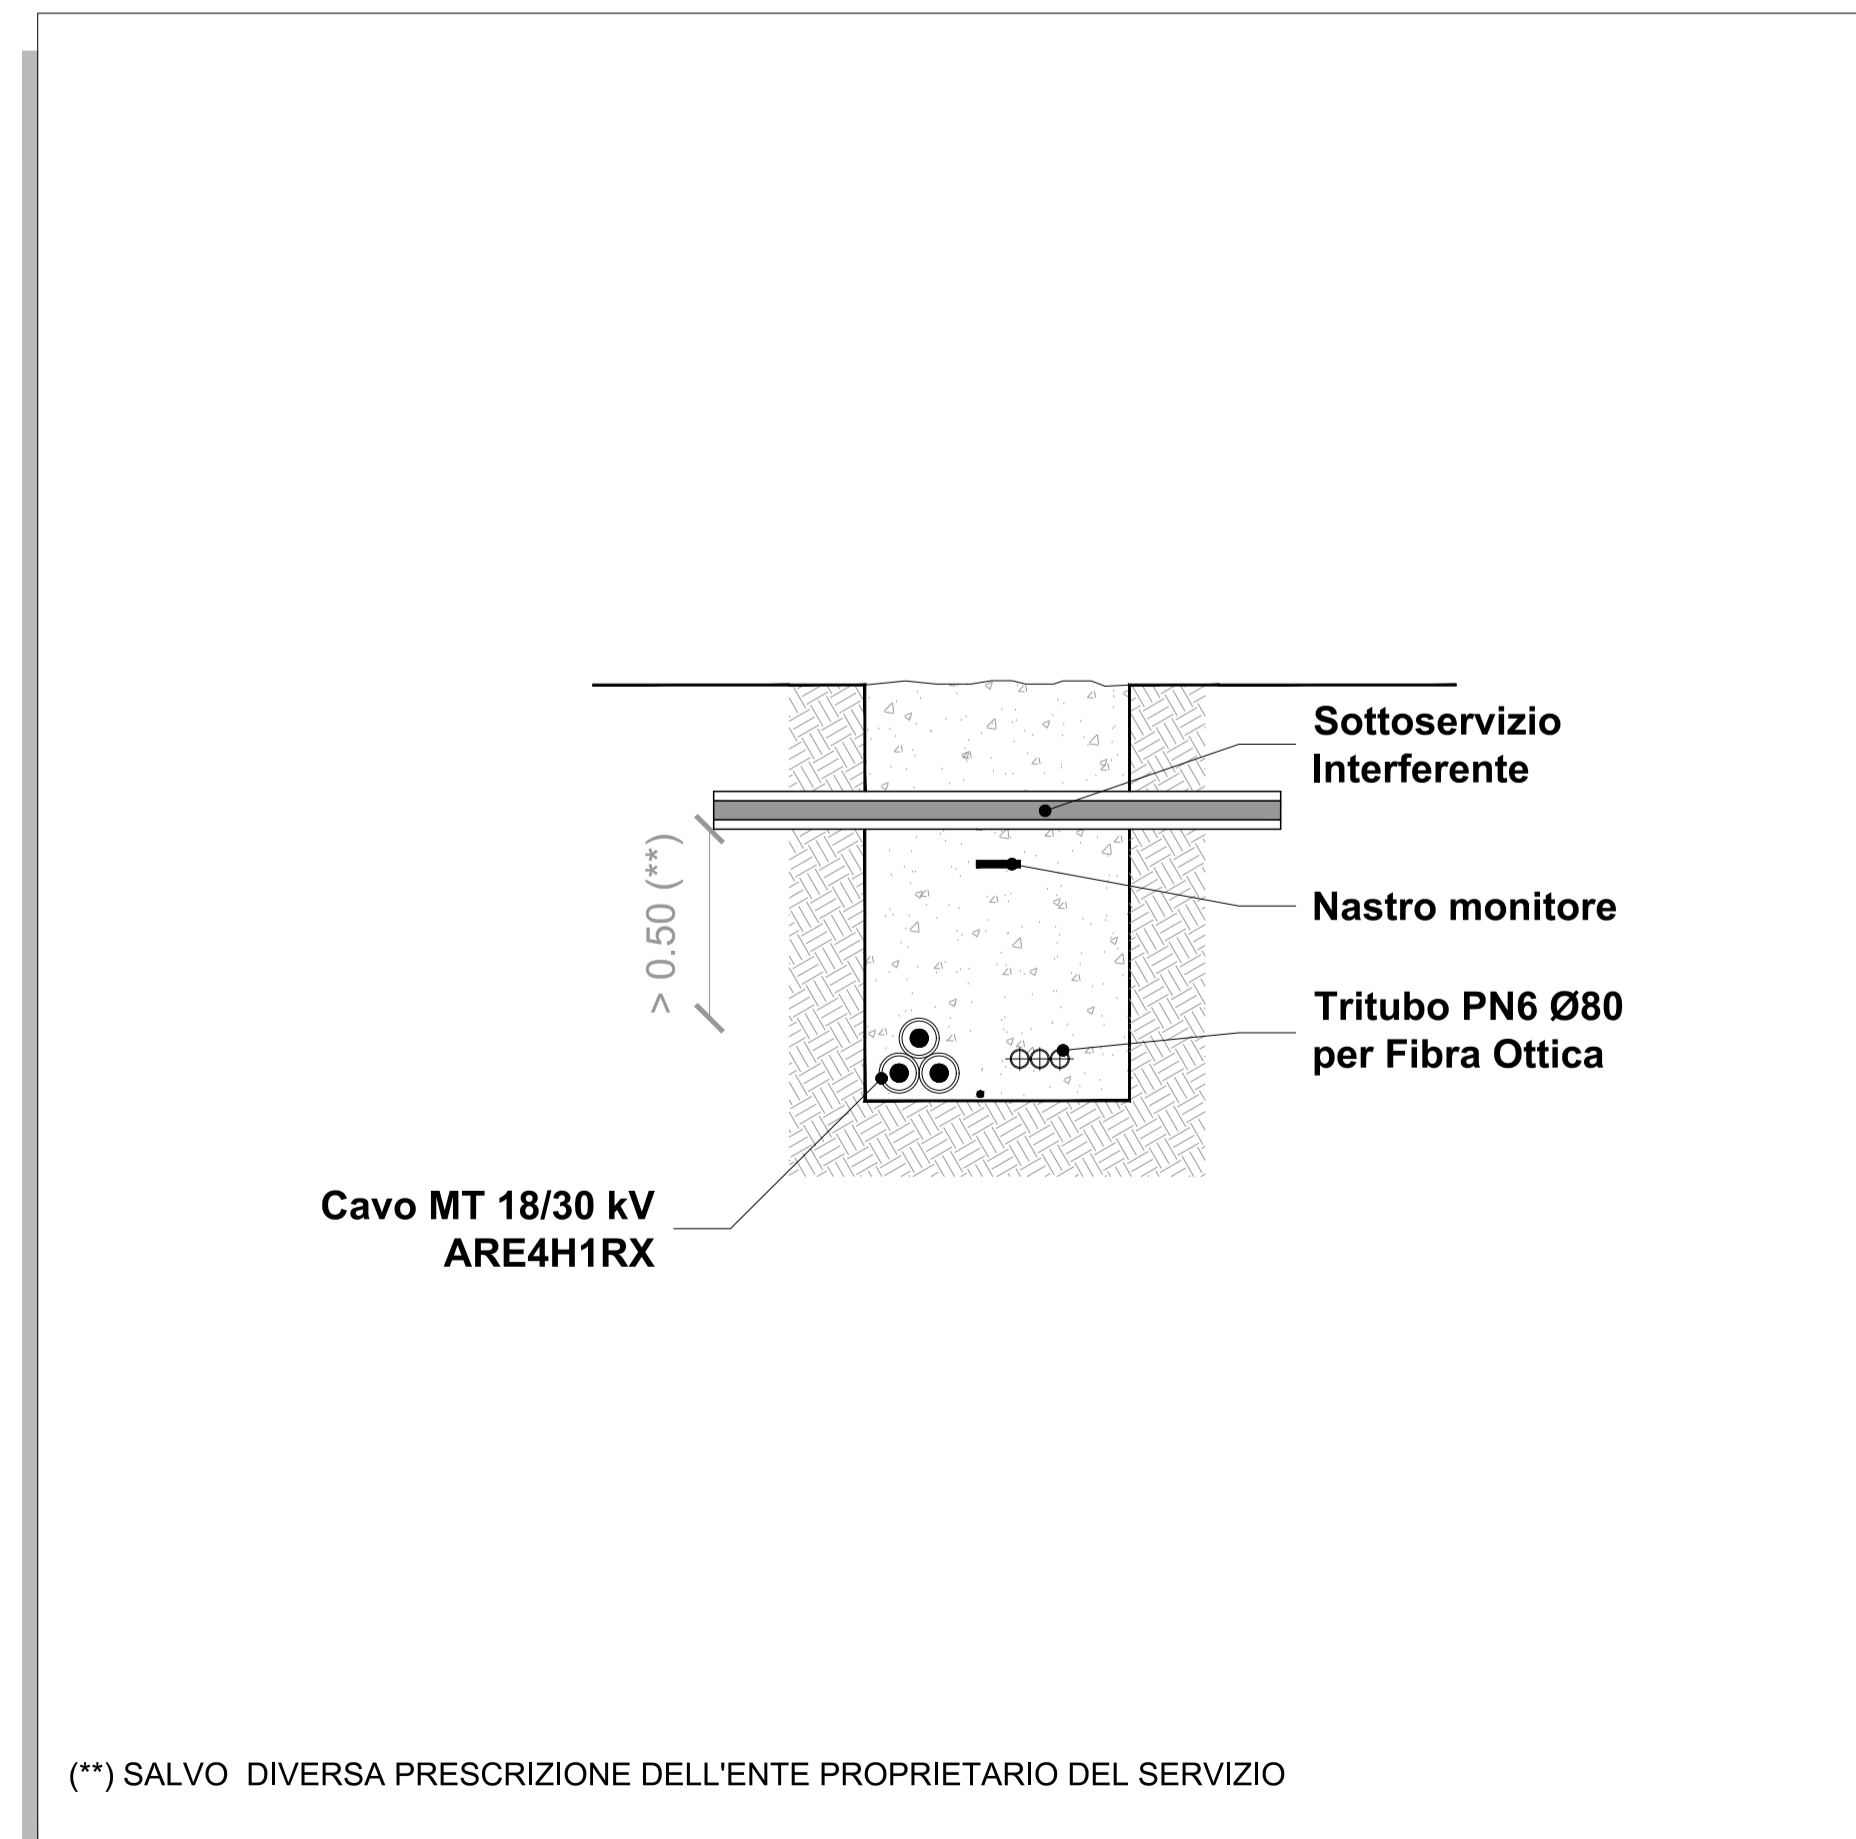 Sottoservizio
Interferente
> 0.50 (**)
Nastro monitore
Tritubo PN6 Ø80
per Fibra Ottica
Cavo MT 18/30 kV
ARE4H1RX
(**) SALVO  DIVERSA PRESCRIZIONE DELL'ENTE PROPRIETARIO DEL SERVIZIO